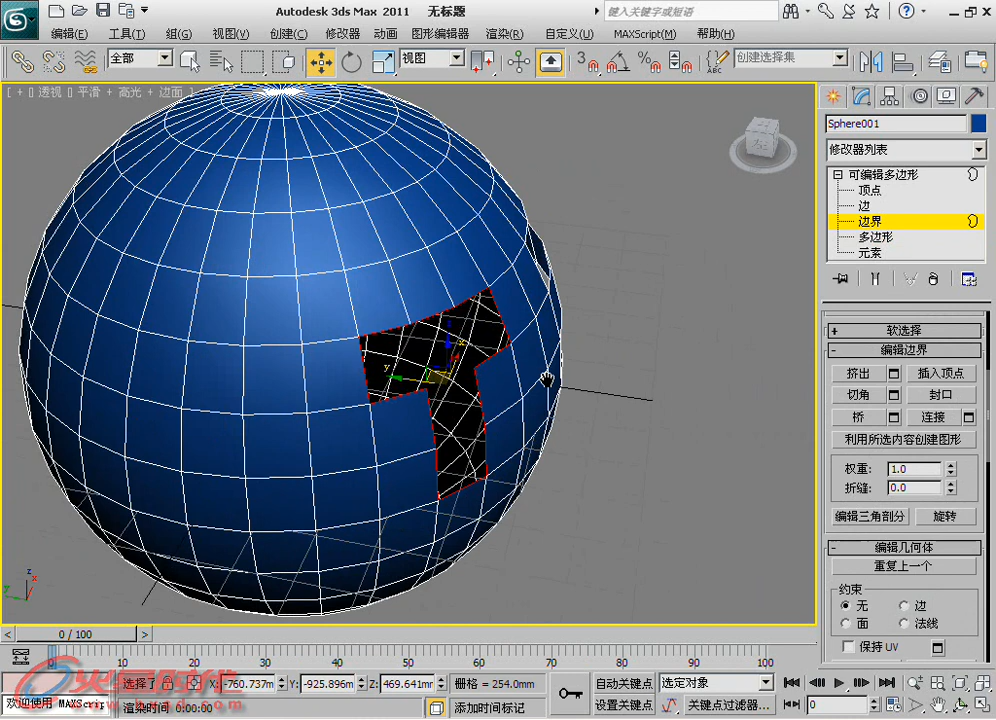 Autodesk 3ds Max 2011 无标题
键入关键字或短语
编辑(E) 工具(T) 组(G) 视图(V) 创建(C) 修改器 动画 图形编辑器 渲染(R) 自定义(U) MAXScript(M) 帮助(H)
全部 视图 3 创建选择集
[ + [] 透视 ][ 平滑 + 高光 + 边面 ]
Sphere001
修改器列表
可编辑多边形
顶点
边
边界
多边形
元素
+ 软选择
- 编辑边界
挤出 插入顶点
切角 封口
桥 连接
利用所选内容创建图形
权重: 1.0
折缝: 0.0
编辑三角剖分 旋转
- 编辑几何体
重复上一个
约束
无 边
面 法线
保持 UV
y
x
z
x
y
< 0 / 100 >
0 10 20 30 40 50 60 70 80 90 100
选择了 X: -760.737m Y: -925.896m Z: 469.641mm 栅格 = 254.0mm 自动关键点 选定对象
欢迎使用 MAXScrip 渲染时间 0:00:00 添加时间标记 设置关键点 关键点过滤器... 0